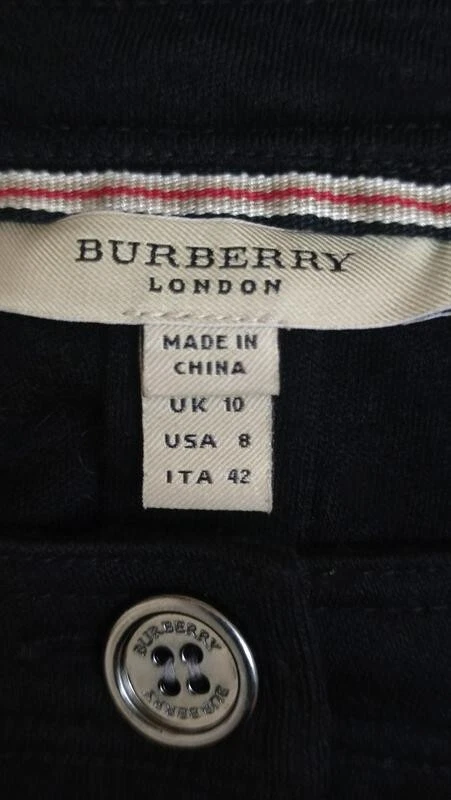 BURBERRY
LONDON
MADE IN
CHINA
UK 10
USA 8
ITA 42
BURBERRY
BURBERRY